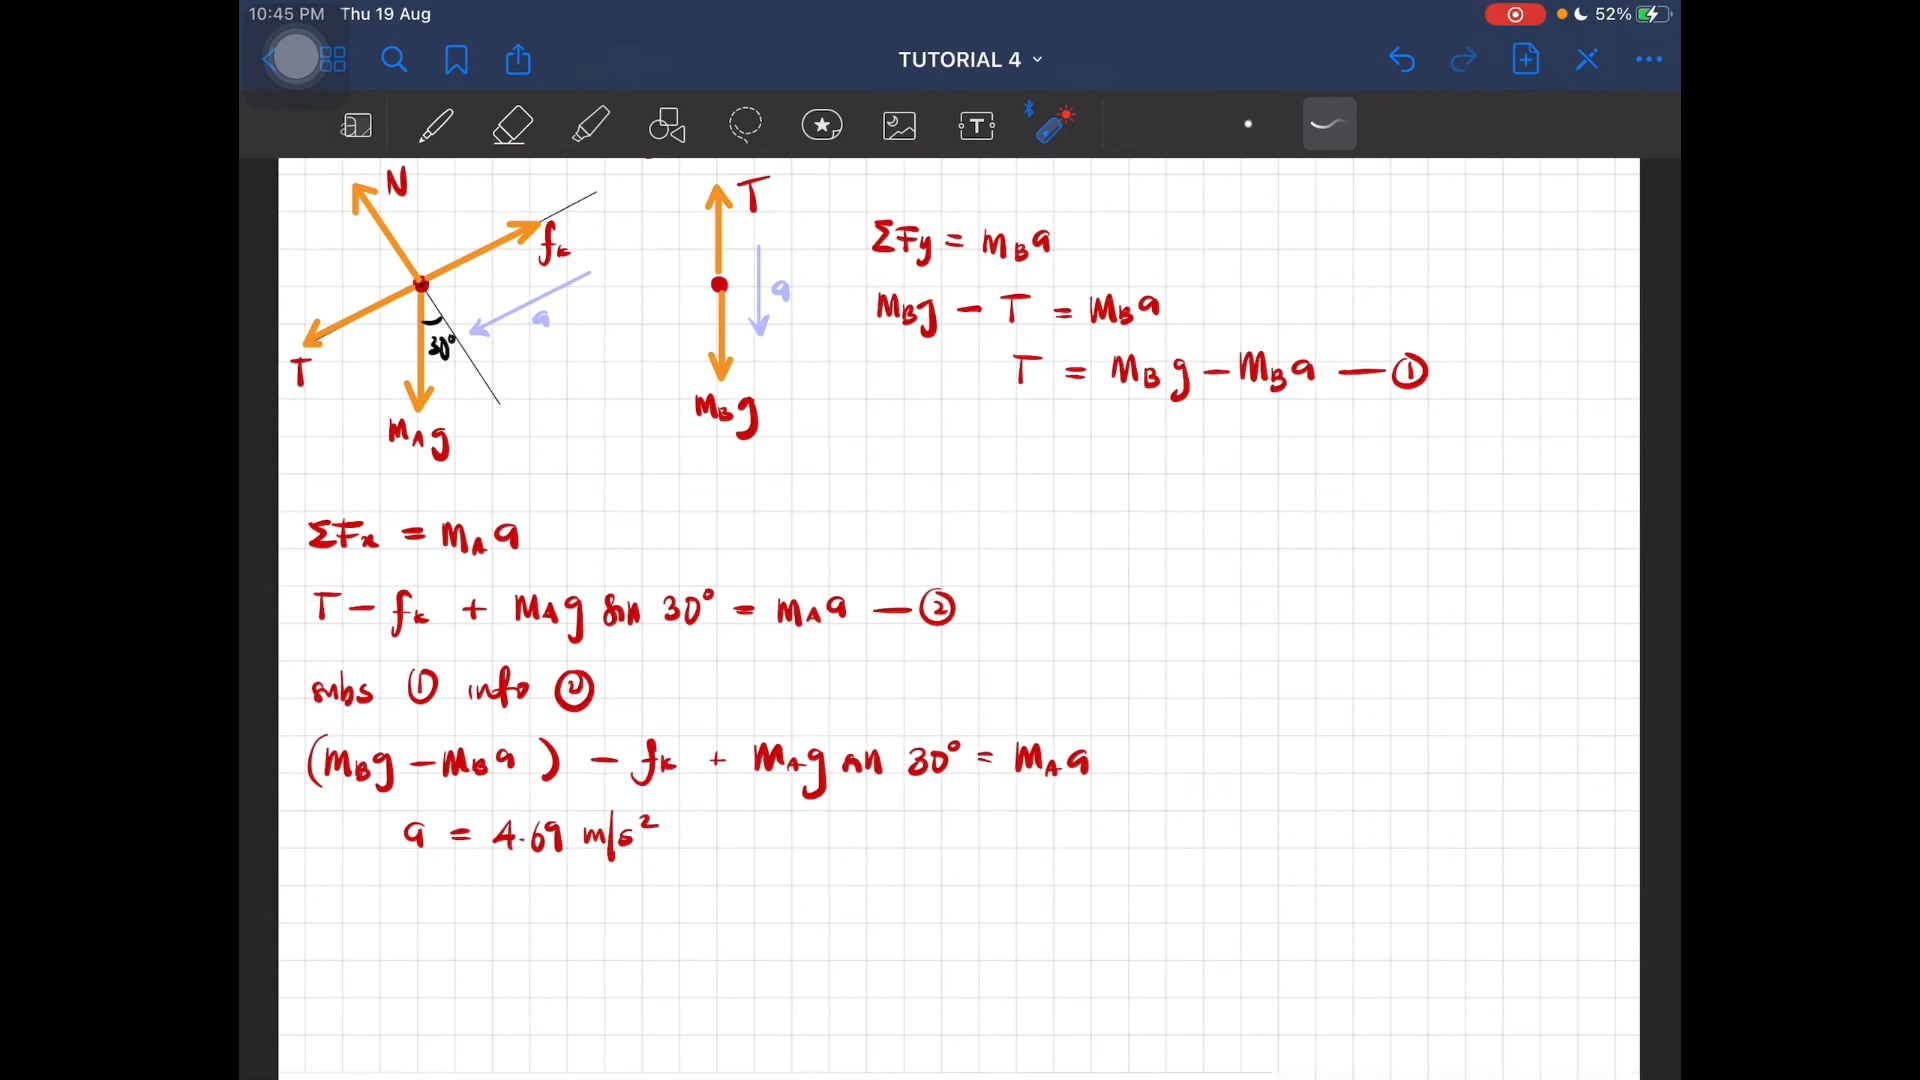 10:45 PM Thu 19 Aug
52%
TUTORIAL 4
N
fk
a
30°
T
mAg
T
a
mBg
ΣFy = mBa
mBg - T = mBa
T = mBg - mBa — ①
ΣFx = mAa
T - fk + mAg sin 30° = mAa — ②
subs ① into ②
(mBg - mBa) - fk + mAg sin 30° = mAa
a = 4.69 m/s²